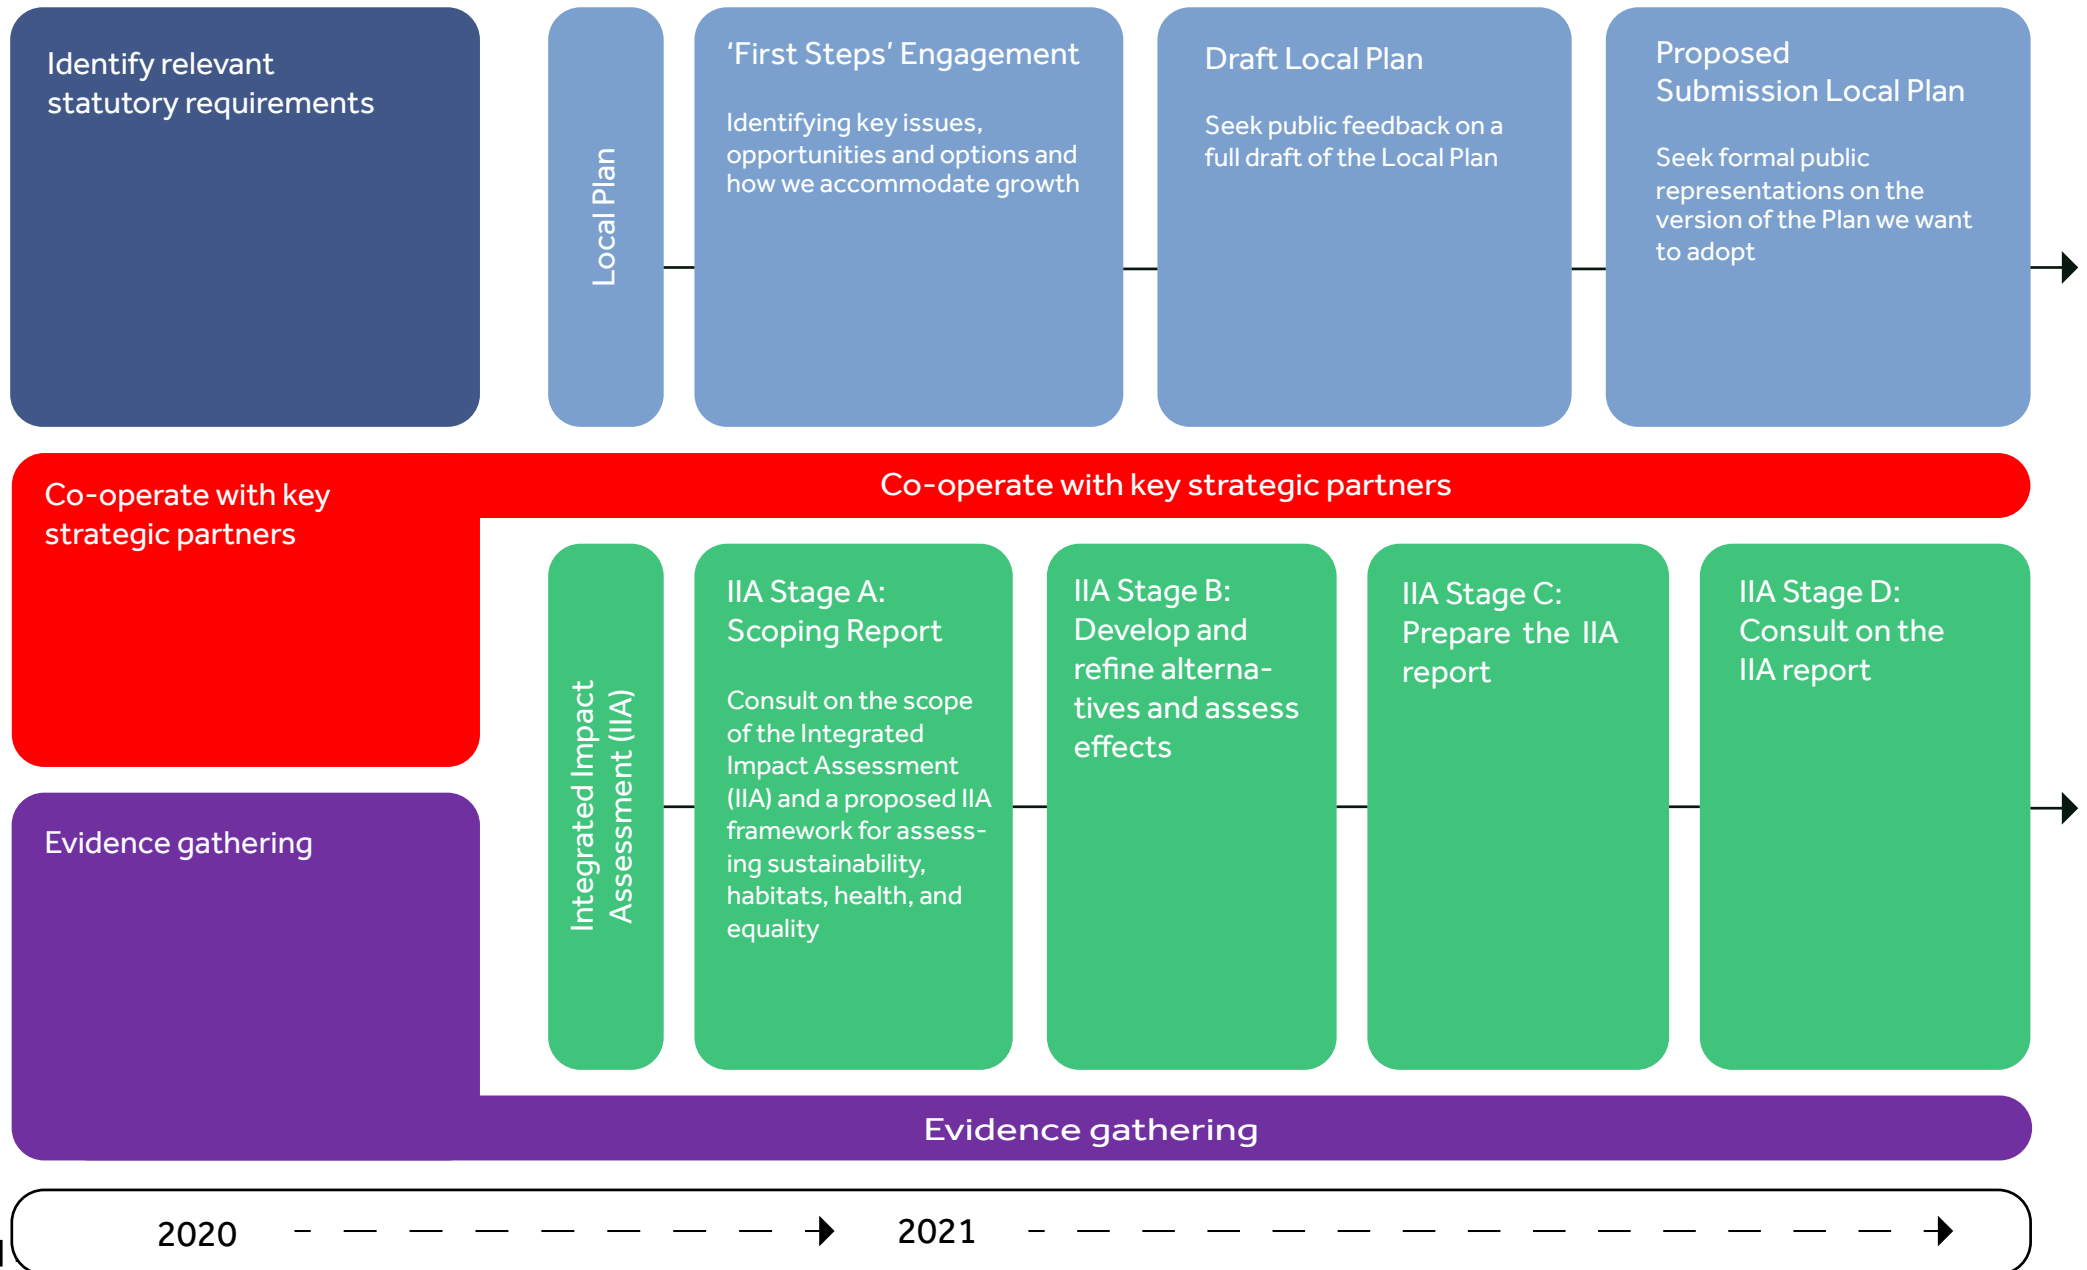 Identify relevant
statutory requirements
Local Plan
‘First Steps’ Engagement
Identifying key issues,
opportunities and options and
how we accommodate growth
Draft Local Plan
Seek public feedback on a
full draft of the Local Plan
Proposed
Submission Local Plan
Seek formal public
representations on the
version of the Plan we want
to adopt
Co-operate with key
strategic partners
Co-operate with key strategic partners
Integrated Impact
Assessment (IIA)
IIA Stage A:
Scoping Report
Consult on the scope
of the Integrated
Impact Assessment
(IIA) and a proposed IIA
framework for assess-
ing sustainability,
habitats, health, and
equality
IIA Stage B:
Develop and
refine alterna-
tives and assess
effects
IIA Stage C:
Prepare the IIA
report
IIA Stage D:
Consult on the
IIA report
Evidence gathering
Evidence gathering
2020
2021